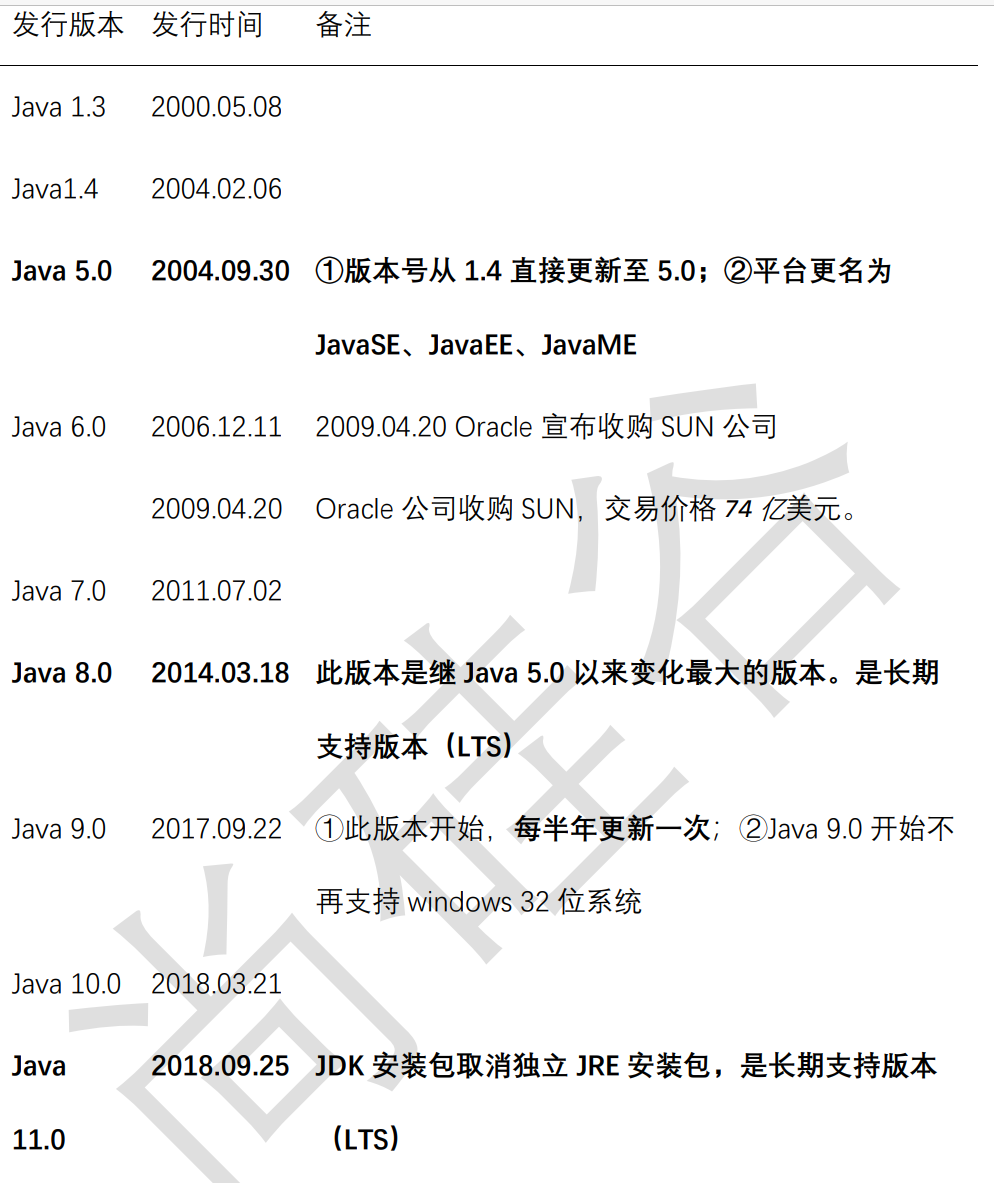 发行版本 发行时间 备注
Java 1.3 2000.05.08
Java1.4 2004.02.06
Java 5.0 2004.09.30 ①版本号从 1.4 直接更新至 5.0；②平台更名为
JavaSE、JavaEE、JavaME
Java 6.0 2006.12.11 2009.04.20 Oracle 宣布收购 SUN 公司
2009.04.20 Oracle 公司收购 SUN，交易价格 74 亿美元。
Java 7.0 2011.07.02
Java 8.0 2014.03.18 此版本是继 Java 5.0 以来变化最大的版本。是长期
支持版本（LTS）
Java 9.0 2017.09.22 ①此版本开始，每半年更新一次；②Java 9.0 开始不
再支持 windows 32 位系统
Java 10.0 2018.03.21
Java 2018.09.25 JDK 安装包取消独立 JRE 安装包，是长期支持版本
11.0 （LTS）
尚硅谷